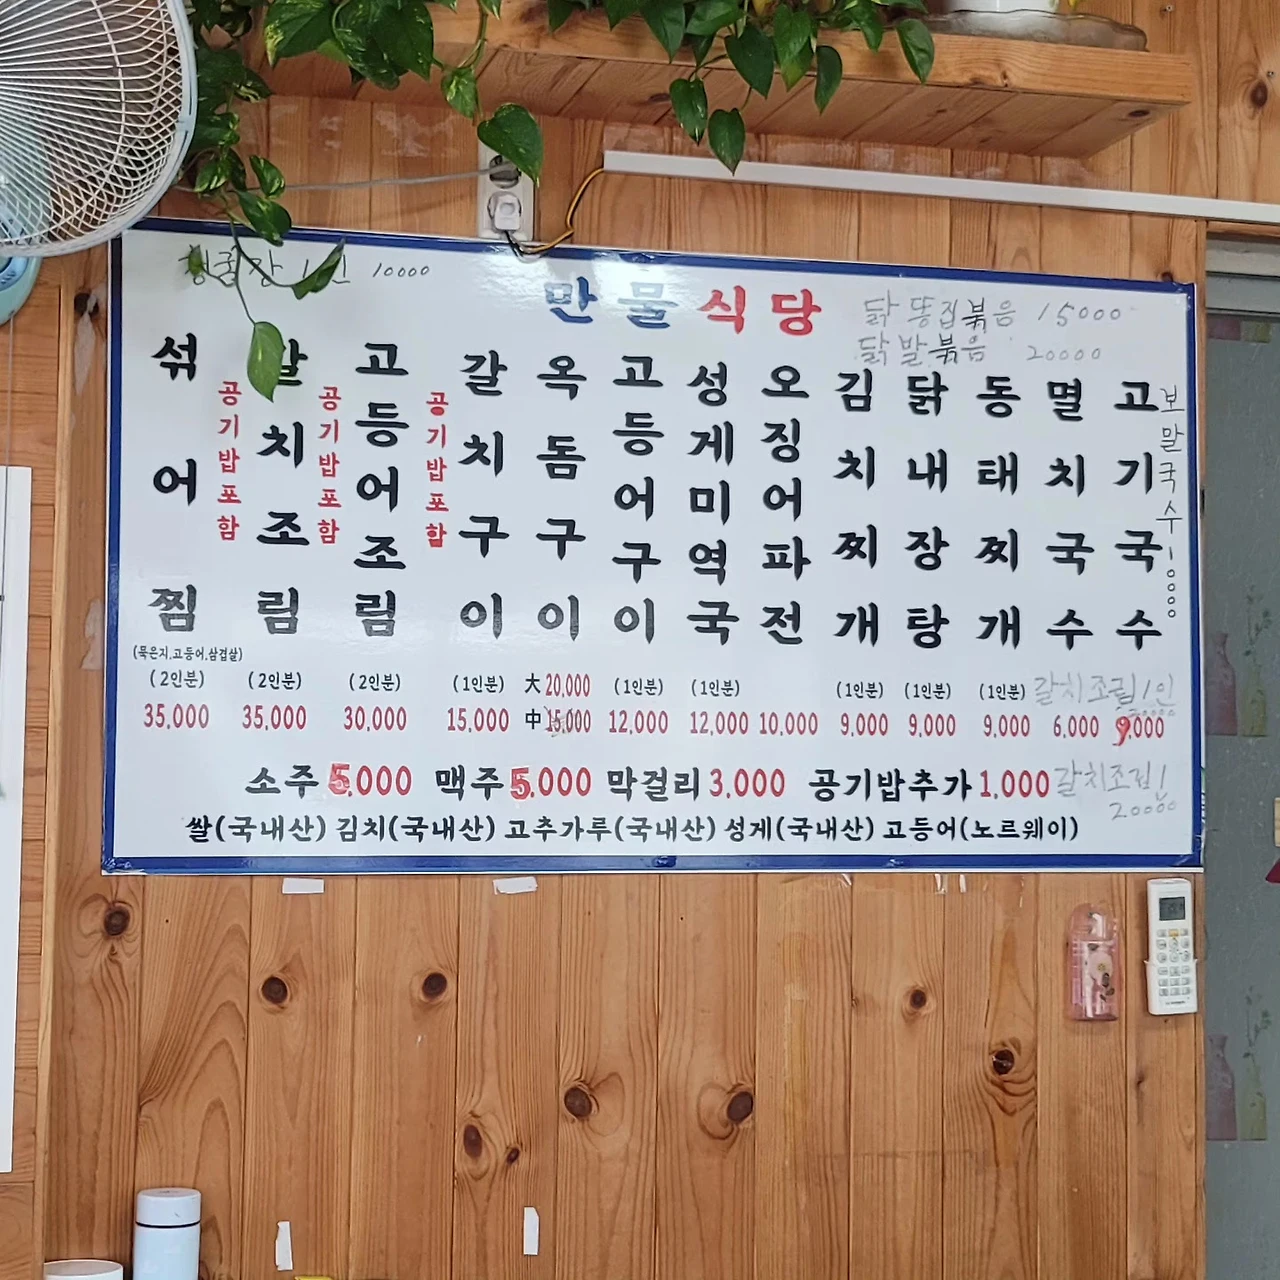 1인 10000
만물식당
닭똥집볶음 15000
닭발볶음 20000
섞어찜
(묵은지.고등어.삼겹살)
(2인분)
35,000
갈치조림
공기밥포함
(2인분)
35,000
공기밥포함
고등어조림
(2인분)
30,000
공기밥포함
갈치구이
(1인분)
15,000
옥돔구이
大 20,000
中 15,000
고등어구이
(1인분)
12,000
성게미역국
(1인분)
12,000
오징어파전
10,000
김치찌개
(1인분)
9,000
닭내장탕
(1인분)
9,000
동태찌개
(1인분)
9,000
멸치국수
6,000
고기국수
9,000
보말국수 10000
갈치조림 1인
소주 5,000 맥주 5,000 막걸리 3,000 공기밥추가 1,000
갈치조림 1
20000
쌀(국내산) 김치(국내산) 고추가루(국내산) 성게(국내산) 고등어(노르웨이)